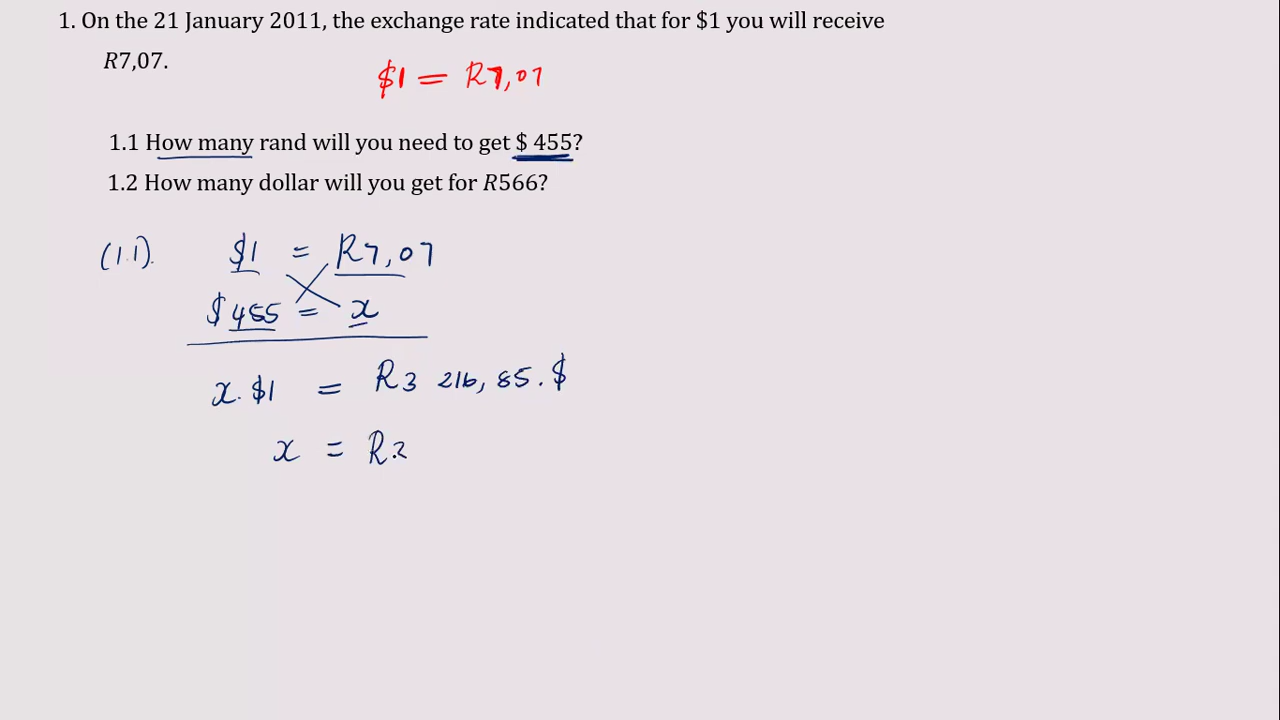 1. On the 21 January 2011, the exchange rate indicated that for $1 you will receive
R7,07.
$1 = R7,07
1.1 How many rand will you need to get $ 455?
1.2 How many dollar will you get for R566?
(1.1). $1 = R7,07
$455 = x
x.$1 = R3 216,85.$
x = R3